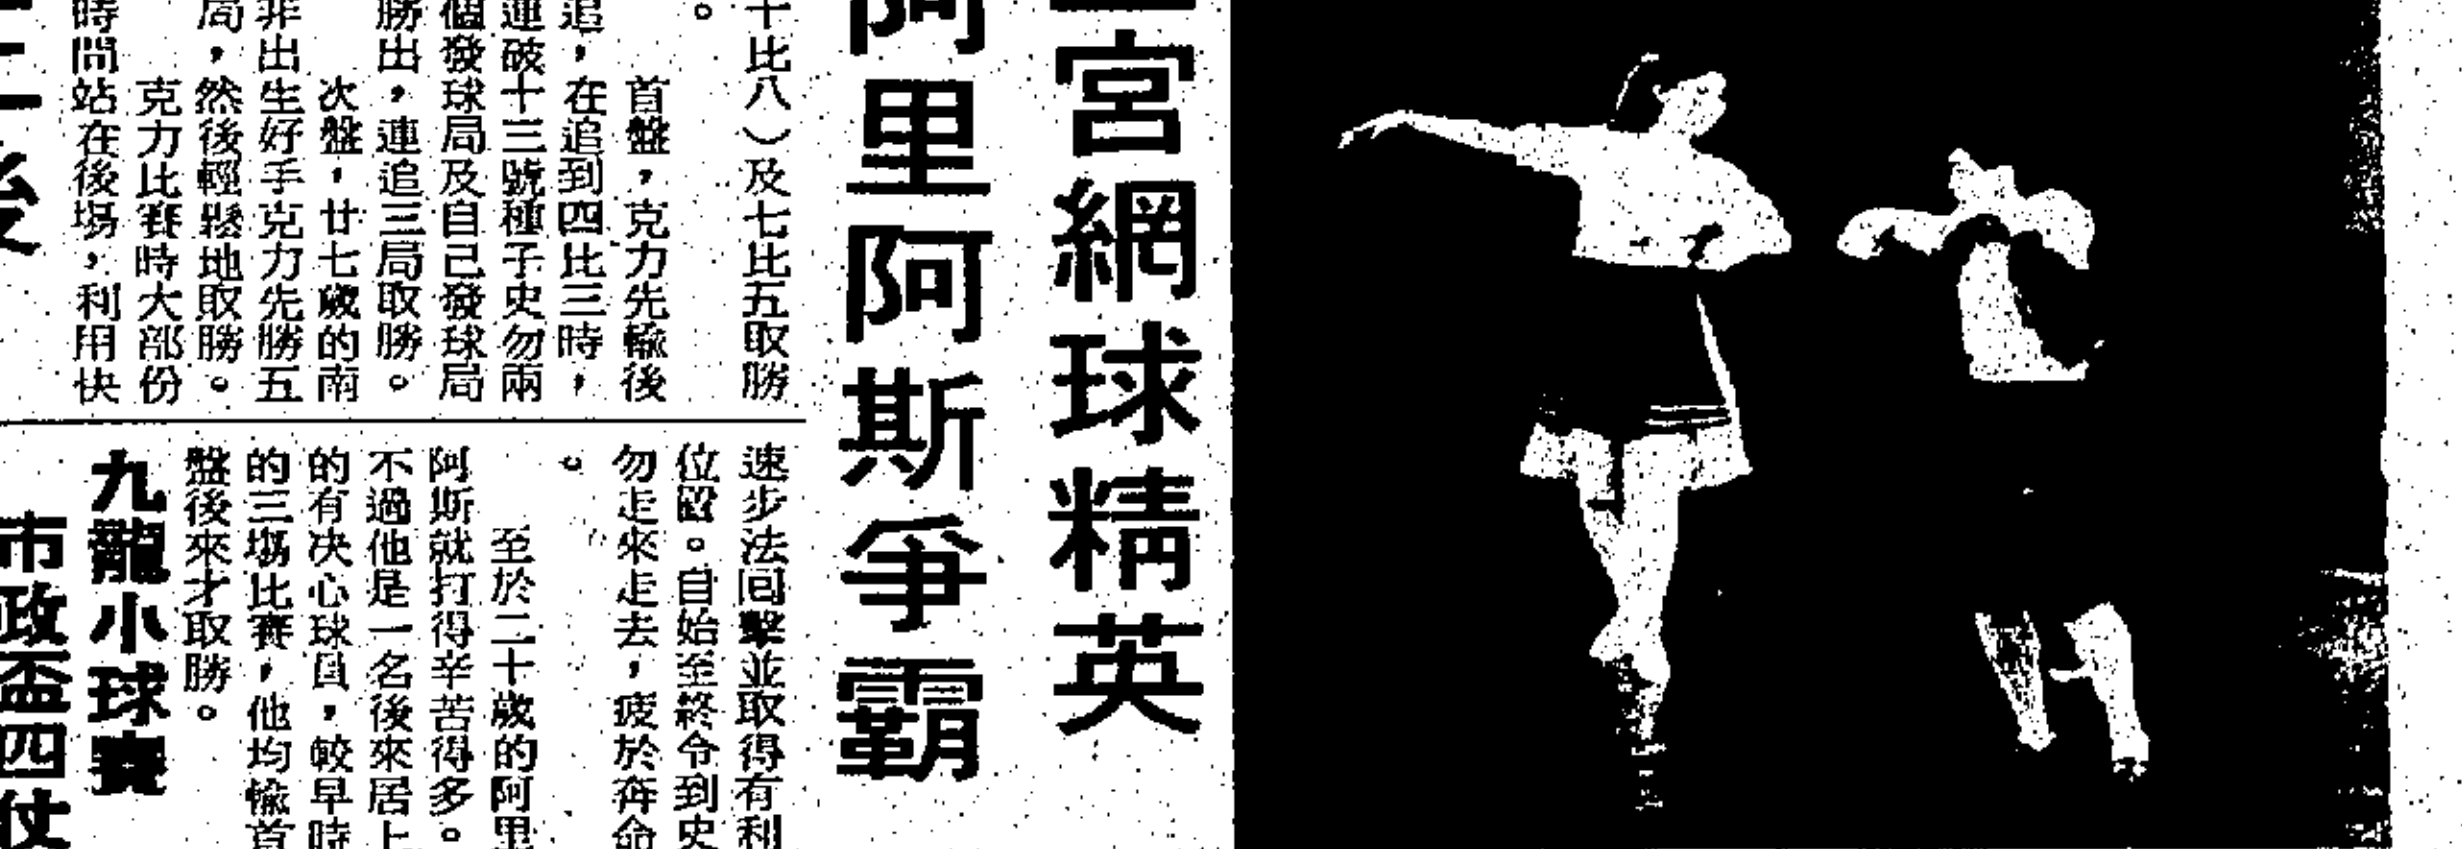 宮網球精英
阿里阿斯爭霸
十比八）及七比五取勝
。
首盤，克力先輸後
追，在追到四比三時，
連破十三號種子史勿兩
個發球局及自己發球局
勝出，連追三局取勝。
次盤，廿七歲的南
非出生好手克力先勝五
局，然後輕鬆地取勝。
克力比賽時大部份
時間站在後場，利用快
速步法回擊並取得有利
位置。自始至終令到史
勿走來走去，疲於奔命
。
至於二十歲的阿里
阿斯就打得辛苦得多。
不過他是一名後來居上
的有决心球員，較早時
的三場比賽，他均輸首
盤後來才取勝。
九龍小球賽
市政盃四仗